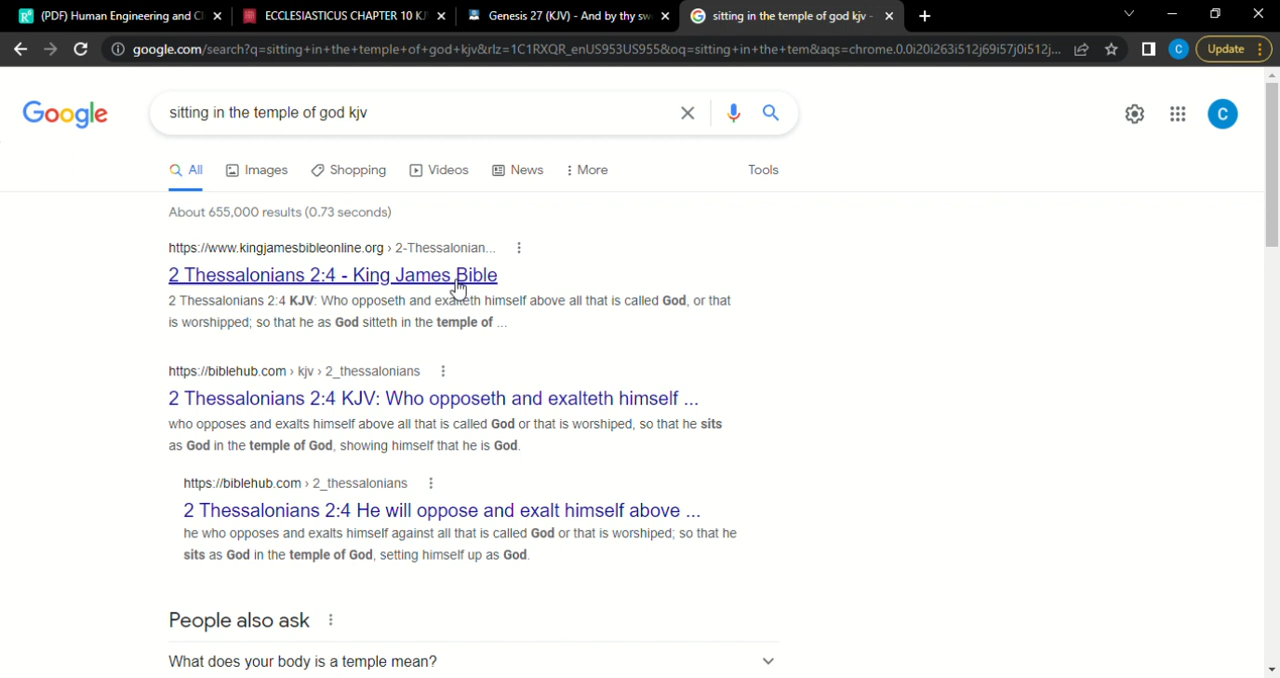 (PDF) Human Engineering and C
ECCLESIASTICUS CHAPTER 10 K
Genesis 27 (KJV) - And by thy sw
sitting in the temple of god kjv -
google.com/search?q=sitting+in+the+temple+of+god+kjv&rlz=1C1RXQR_enUS953US955&oq=sitting+in+the+tem&aqs=chrome.0.0i20i263i512j69i57j0i512j...
C
Update
Google
sitting in the temple of god kjv
C
All
Images
Shopping
Videos
News
More
Tools
About 655,000 results (0.73 seconds)
https://www.kingjamesbibleonline.org › 2-Thessalonian...
2 Thessalonians 2:4 - King James Bible
2 Thessalonians 2:4 KJV: Who opposeth and exalteth himself above all that is called God, or that
is worshipped; so that he as God sitteth in the temple of ...
https://biblehub.com › kjv › 2_thessalonians
2 Thessalonians 2:4 KJV: Who opposeth and exalteth himself ...
who opposes and exalts himself above all that is called God or that is worshiped, so that he sits
as God in the temple of God, showing himself that he is God.
https://biblehub.com › 2_thessalonians
2 Thessalonians 2:4 He will oppose and exalt himself above ...
he who opposes and exalts himself against all that is called God or that is worshiped; so that he
sits as God in the temple of God, setting himself up as God.
People also ask
What does your body is a temple mean?